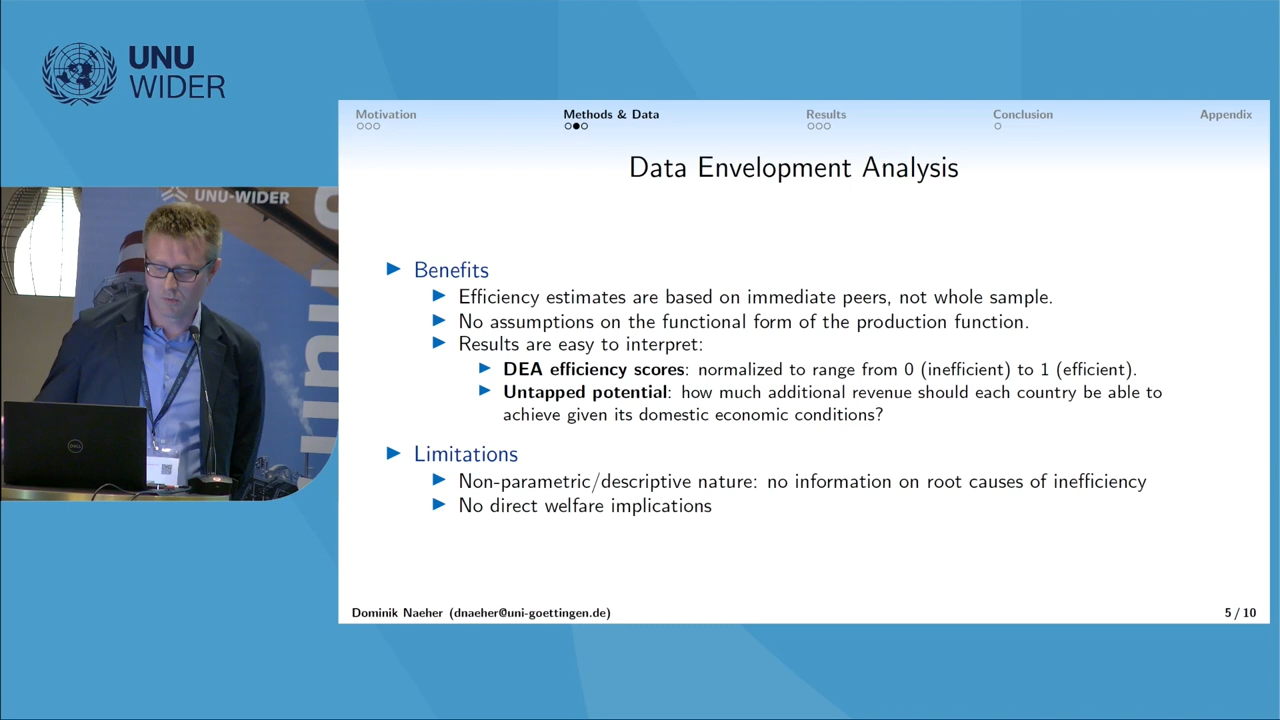 UNU
WIDER
UNU-WIDER
Motivation
Methods & Data
Results
Conclusion
Appendix
Data Envelopment Analysis
Benefits
Efficiency estimates are based on immediate peers, not whole sample.
No assumptions on the functional form of the production function.
Results are easy to interpret:
DEA efficiency scores: normalized to range from 0 (inefficient) to 1 (efficient).
Untapped potential: how much additional revenue should each country be able to
achieve given its domestic economic conditions?
Limitations
Non-parametric/descriptive nature: no information on root causes of inefficiency
No direct welfare implications
Dominik Naeher (dnaeher@uni-goettingen.de)
5 / 10
DELL